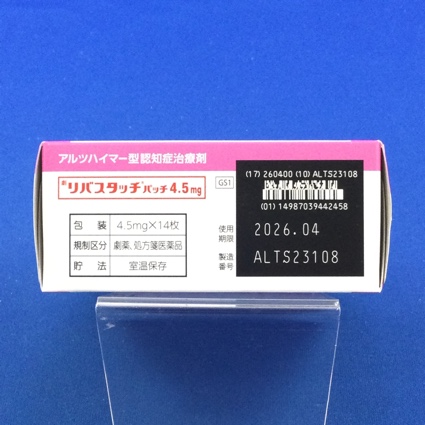 アルツハイマー型認知症治療剤
リバスタッチ®パッチ4.5mg
GS1
(17) 260400 (10) ALTS23108
(01) 14987039442458
包装 4.5mg×14枚
規制区分 劇薬、処方箋医薬品
貯法 室温保存
使用期限 2026.04
製造番号 ALTS23108